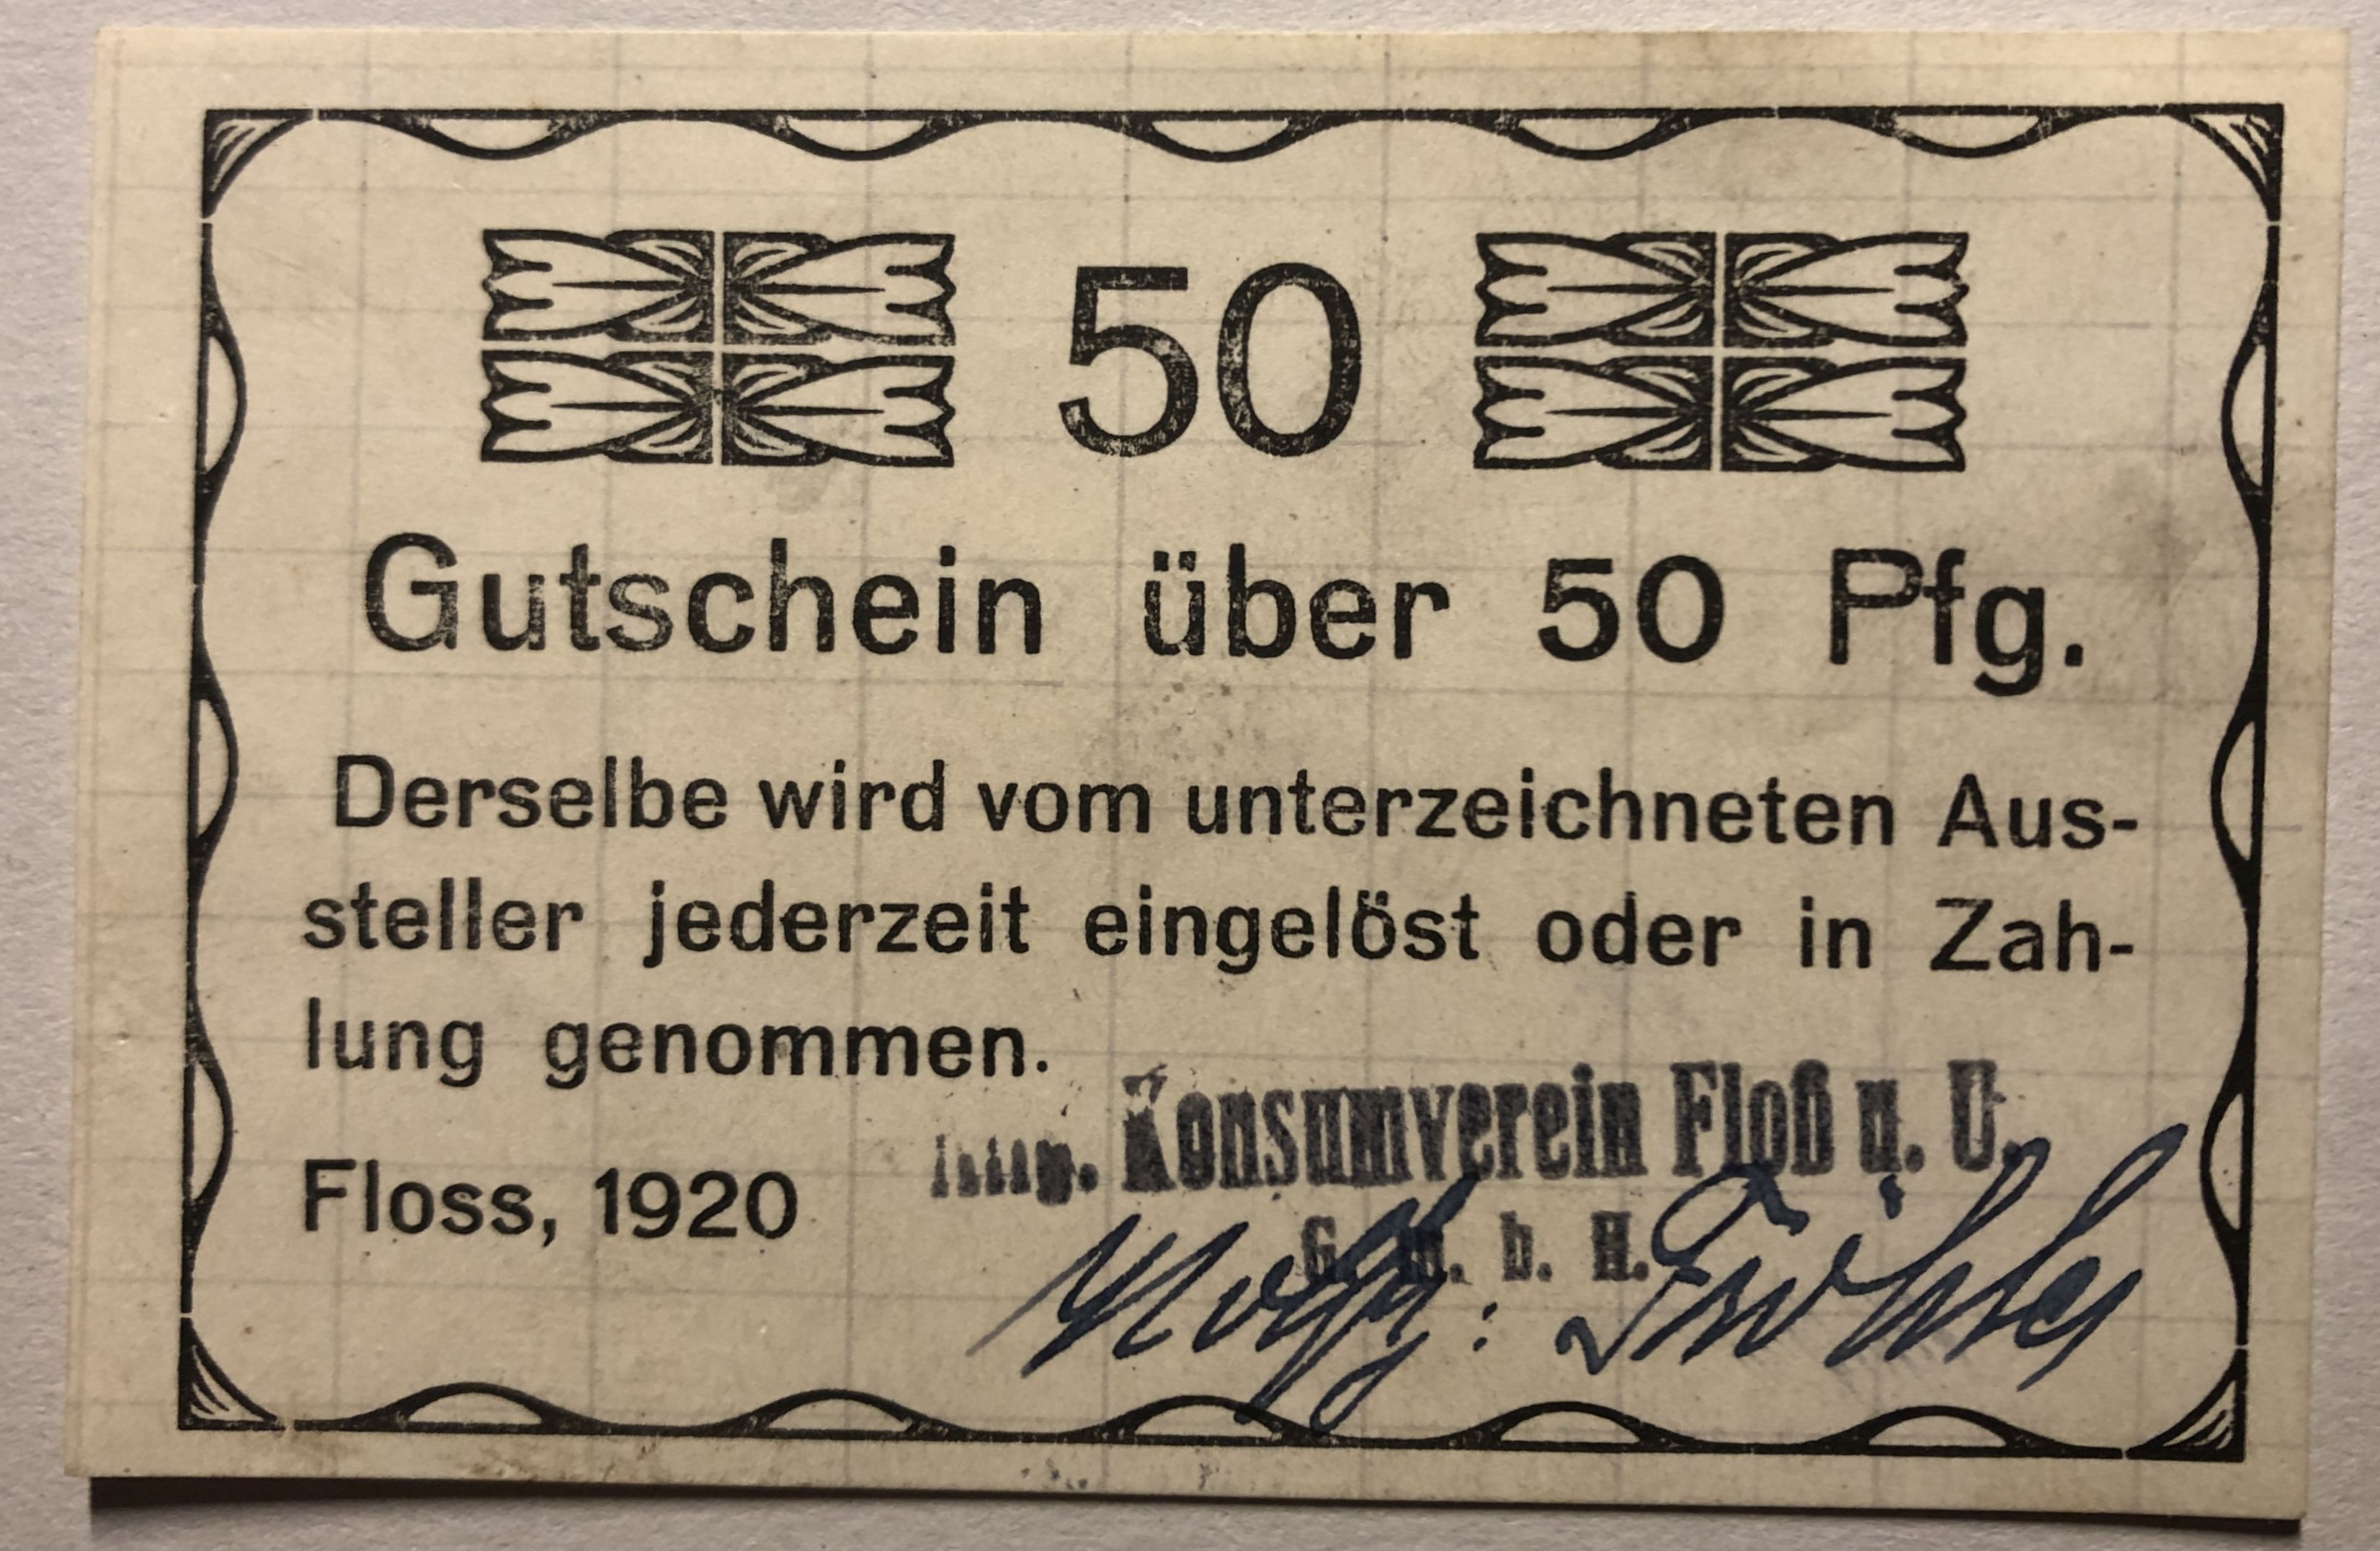 50
Gutschein über 50 Pfg.
Derselbe wird vom unterzeichneten Aus-
steller jederzeit eingelöst oder in Zah-
lung genommen.
Konsumverein Floß u. U.
G. m. b. H.
Floss, 1920